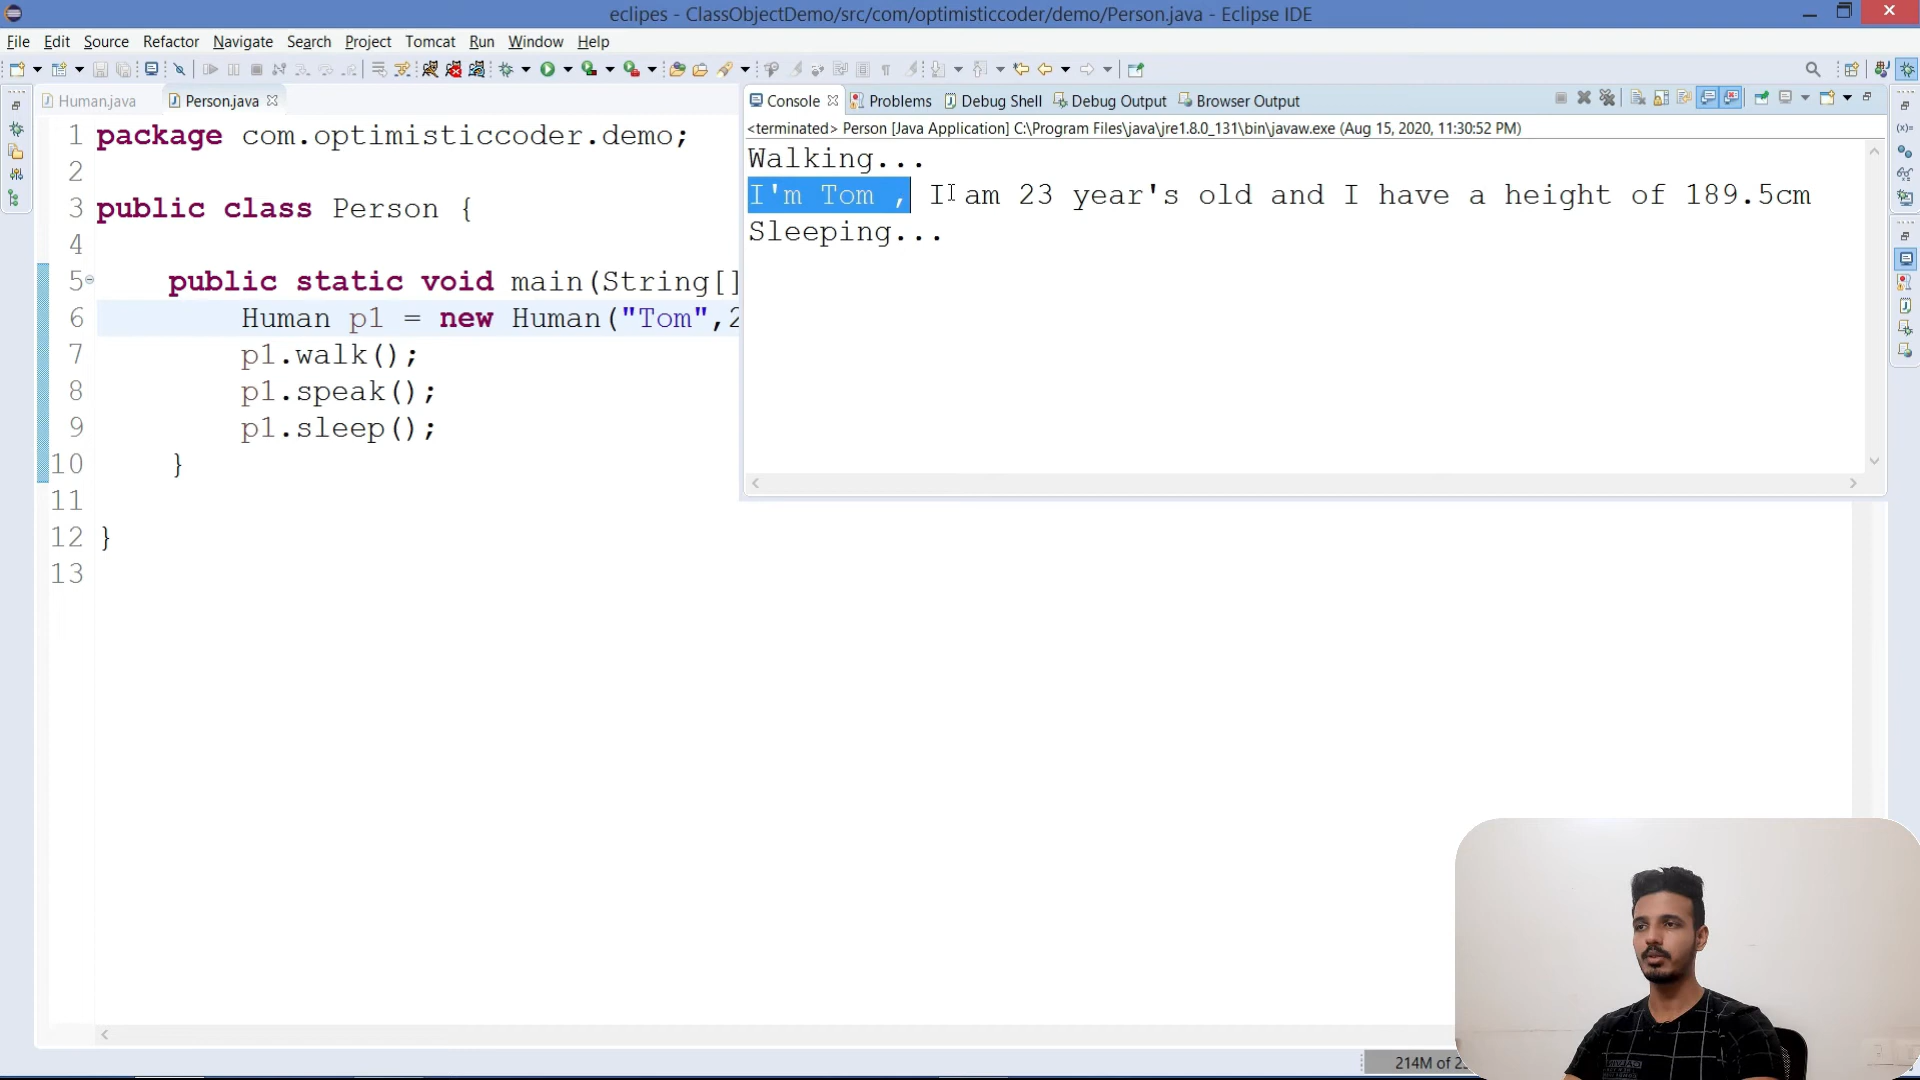 eclipes - ClassObjectDemo/src/com/optimisticcoder/demo/Person.java - Eclipse IDE
File Edit Source Refactor Navigate Search Project Tomcat Run Window Help
Human.java Person.java
Console Problems Debug Shell Debug Output Browser Output
<terminated> Person [Java Application] C:\Program Files\java\jre1.8.0_131\bin\javaw.exe (Aug 15, 2020, 11:30:52 PM)
Walking...
I'm Tom , I am 23 year's old and I have a height of 189.5cm
Sleeping...
1 package com.optimisticcoder.demo;
2
3 public class Person {
4
5 public static void main(String[]
6 Human p1 = new Human("Tom",2
7 p1.walk();
8 p1.speak();
9 p1.sleep();
10 }
11
12 }
13
214M of